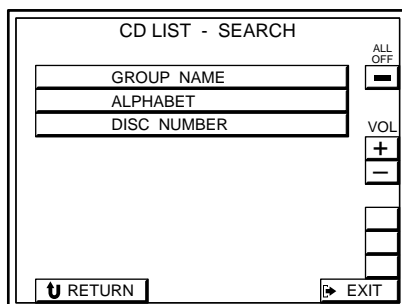 CD LIST - SEARCH
ALL
OFF
GROUP NAME
ALPHABET
DISC NUMBER
VOL
+
−
RETURN
EXIT